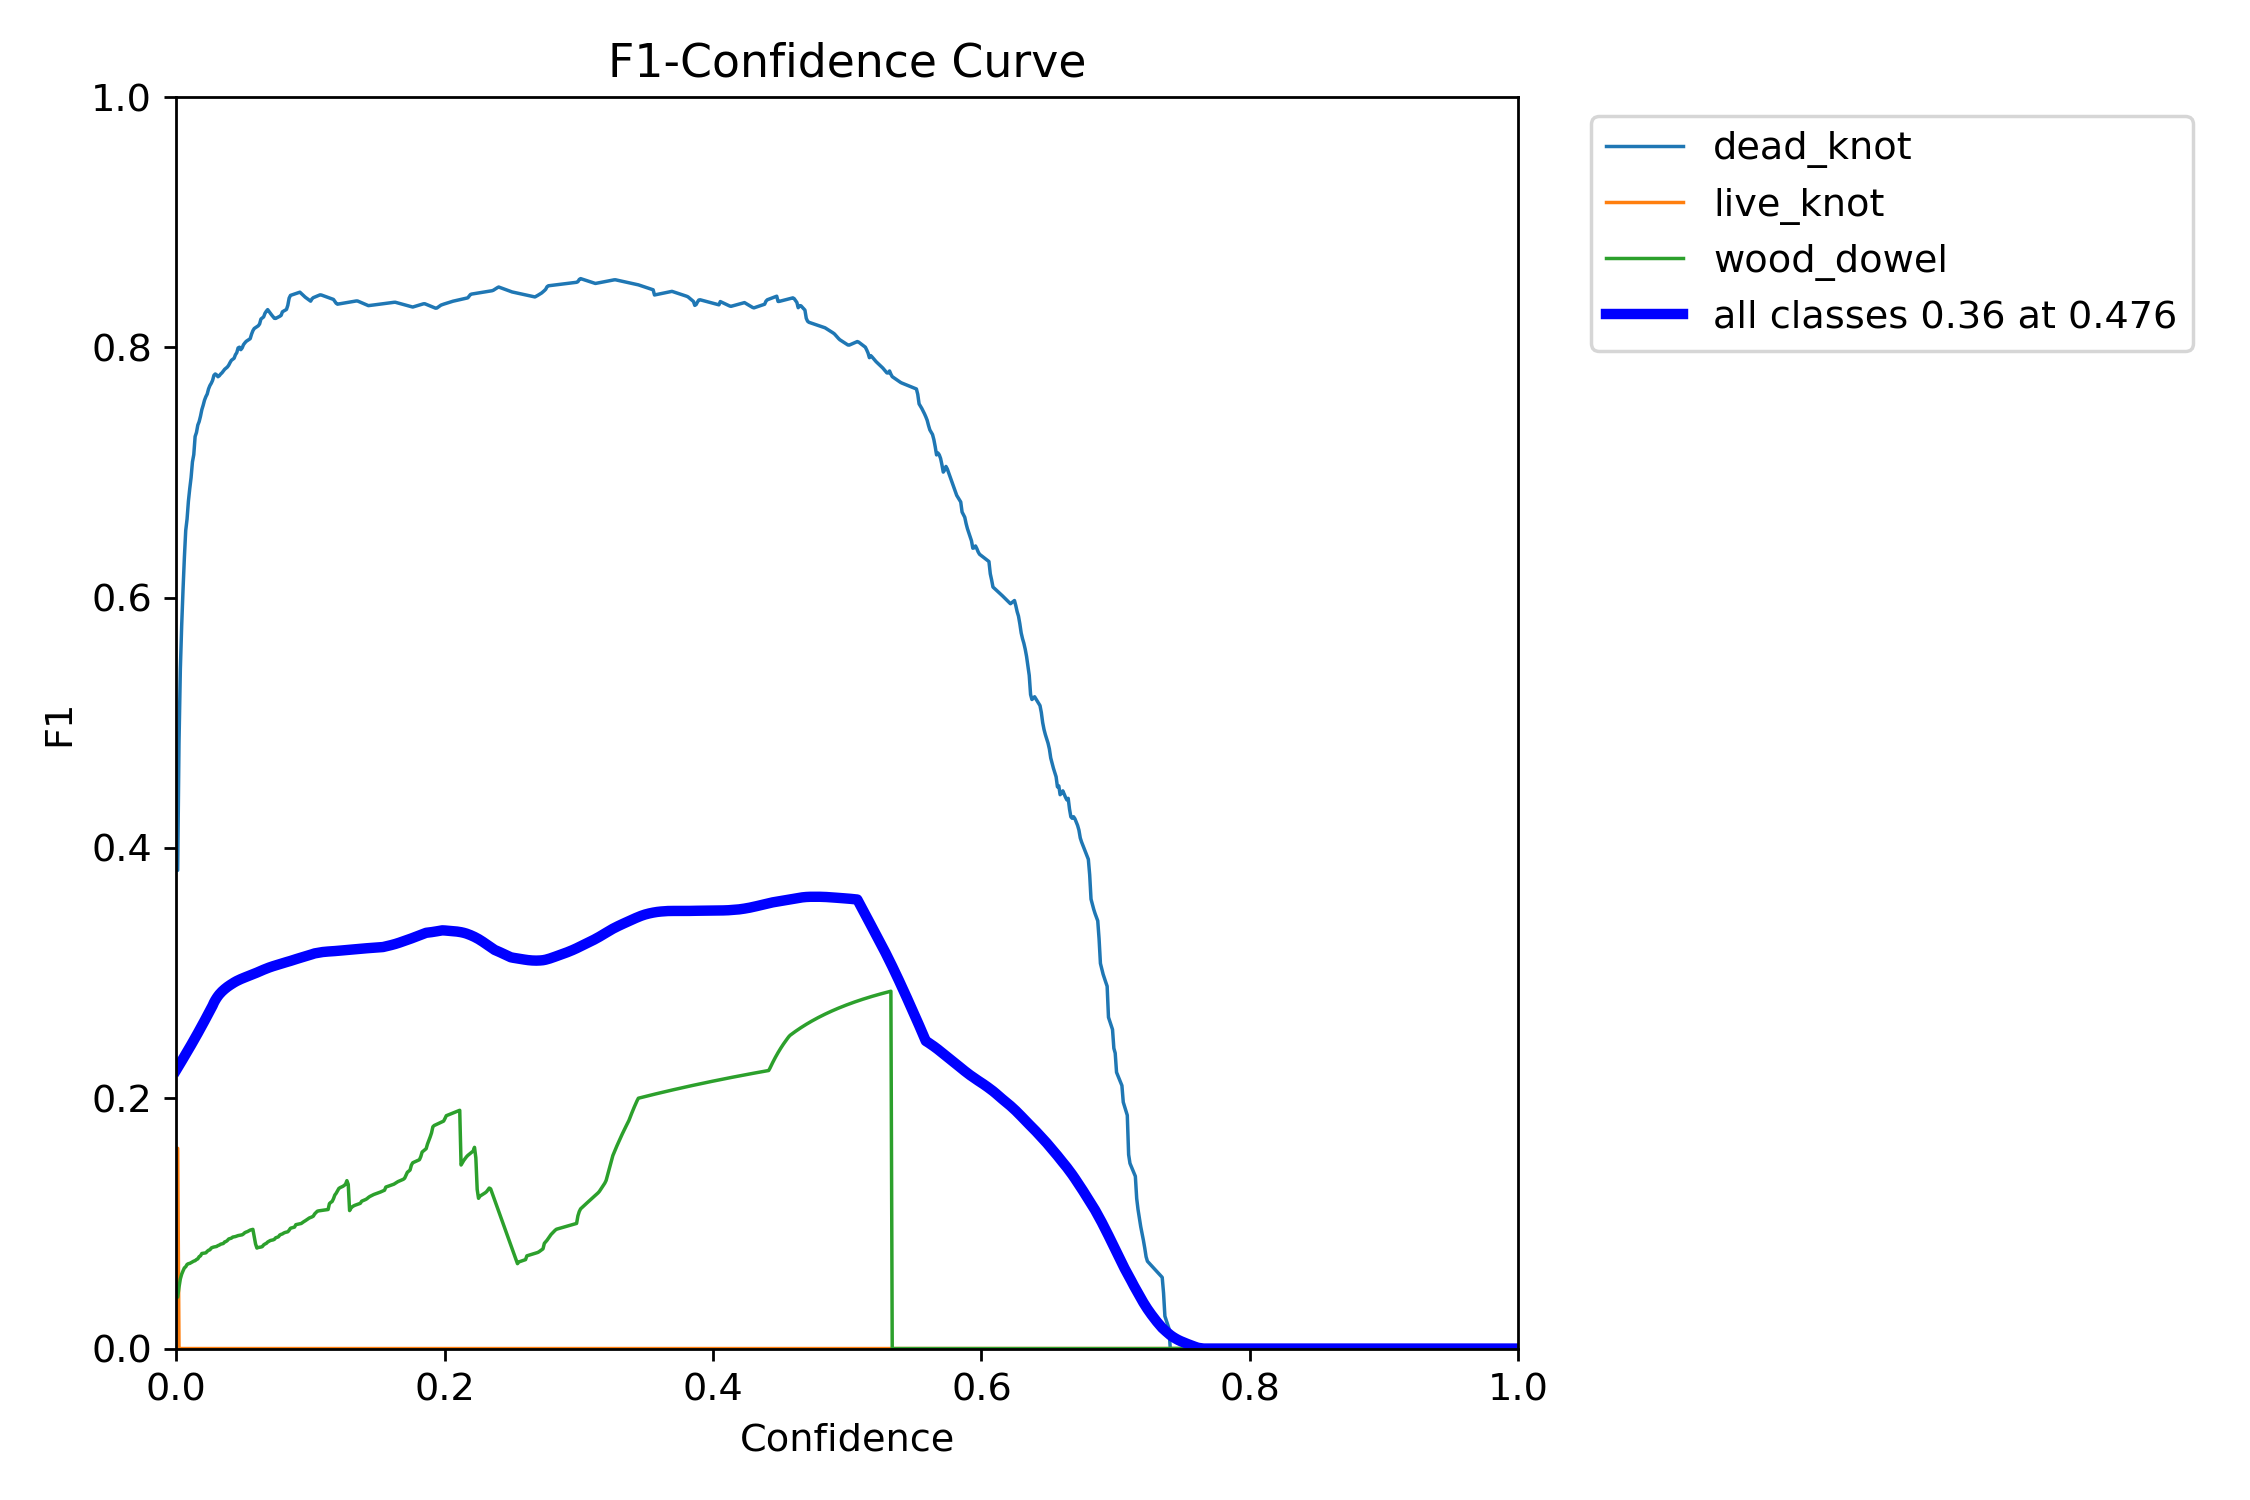 F1-Confidence Curve
1.0
0.8
0.6
0.4
0.2
0.0
F1
0.0 0.2 0.4 0.6 0.8 1.0
Confidence
dead_knot
live_knot
wood_dowel
all classes 0.36 at 0.476